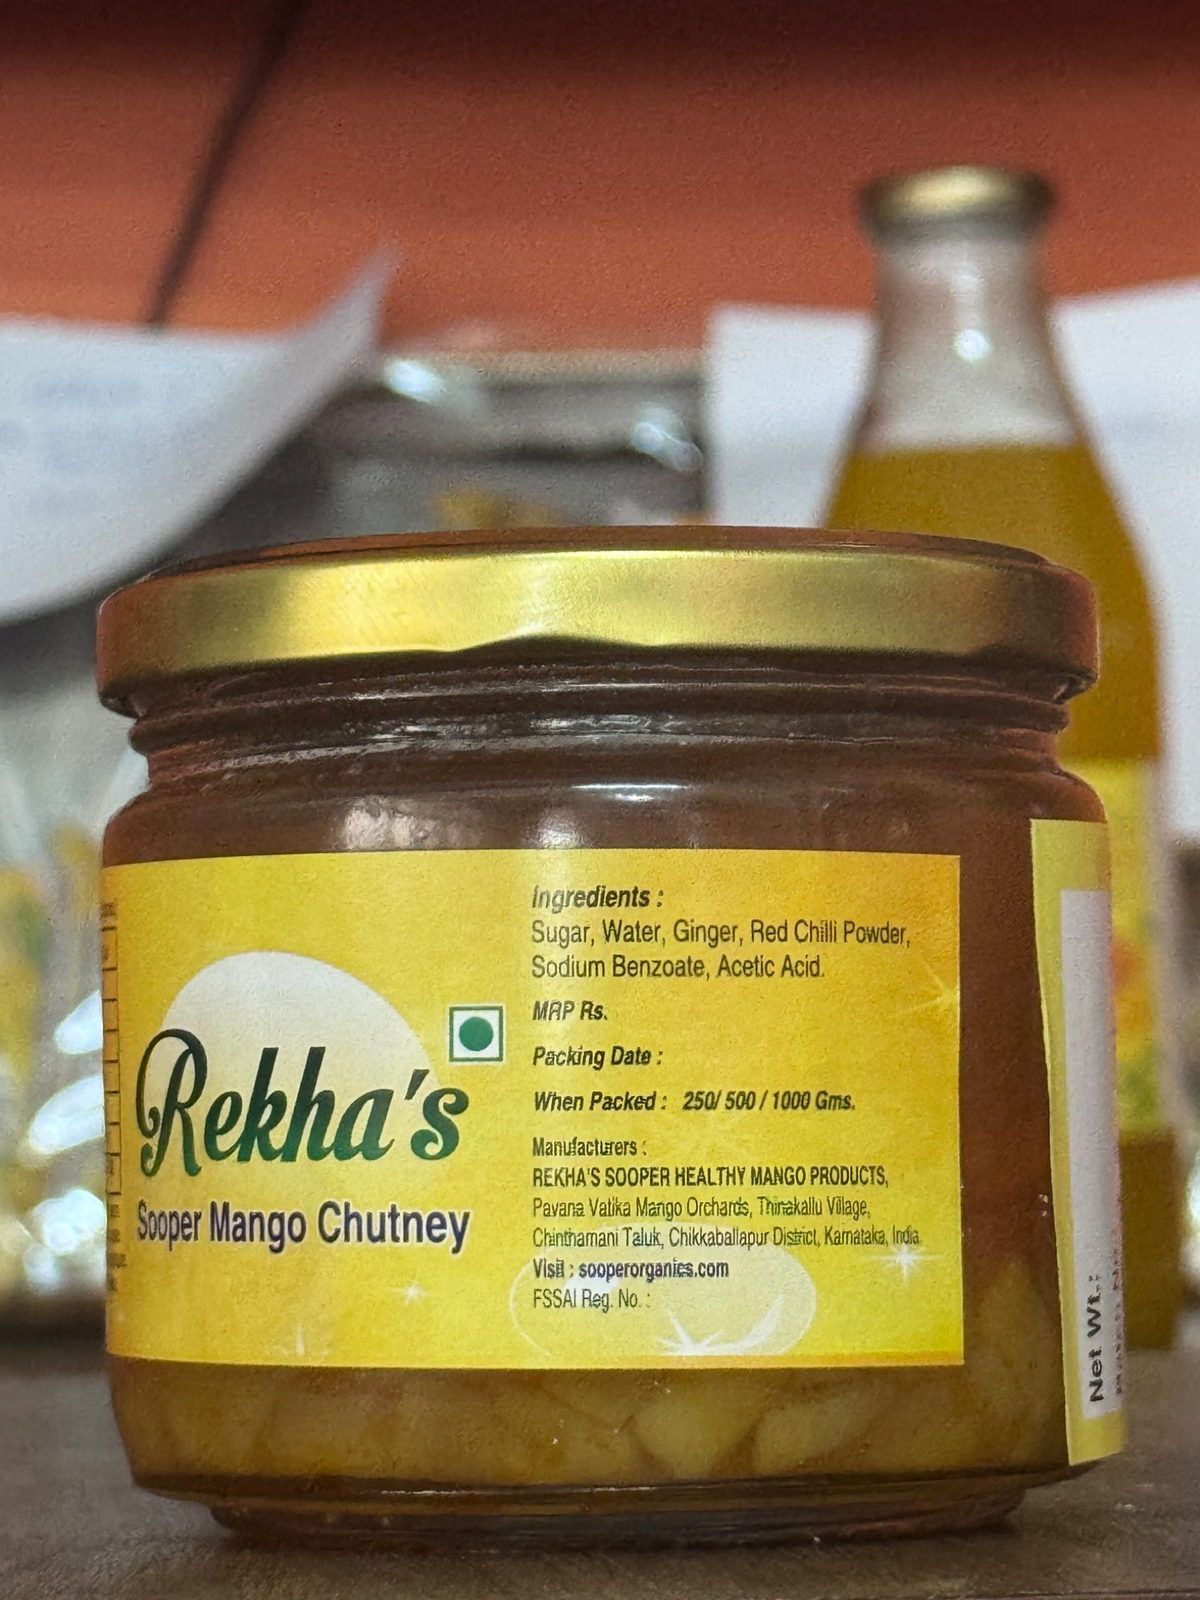 Rekha's
Sooper Mango Chutney
Ingredients :
Sugar, Water, Ginger, Red Chilli Powder,
Sodium Benzoate, Acetic Acid.
MRP Rs.
Packing Date :
When Packed : 250/ 500 / 1000 Gms.
Manufacturers :
REKHA'S SOOPER HEALTHY MANGO PRODUCTS,
Pavana Vatika Mango Orchards, Thinakallu Village,
Chinthamani Taluk, Chikkaballapur District, Karnataka, India.
Visit : sooperorganics.com
FSSAI Reg. No. :
Net Wt.: